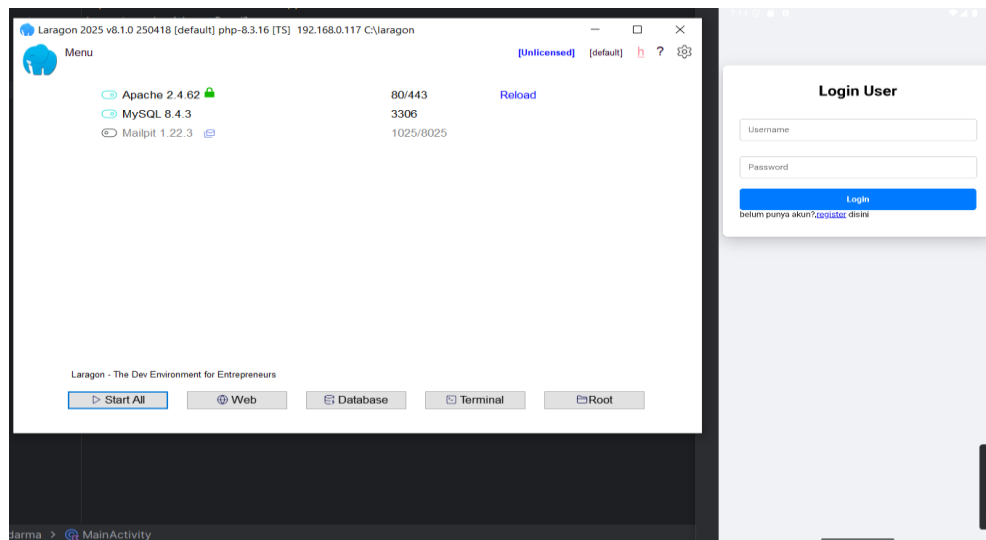 Laragon 2025 v8.1.0 250418 [default] php-8.3.16 [TS] 192.168.0.117 C:\laragon
Menu [Unlicensed] [default] h ?
Apache 2.4.62 80/443 Reload
MySQL 8.4.3 3306
Mailpit 1.22.3 1025/8025
Laragon - The Dev Environment for Entrepreneurs
Start All Web Database Terminal Root
MainActivity
Login User
Username
Password
Login
belum punya akun?,register disini